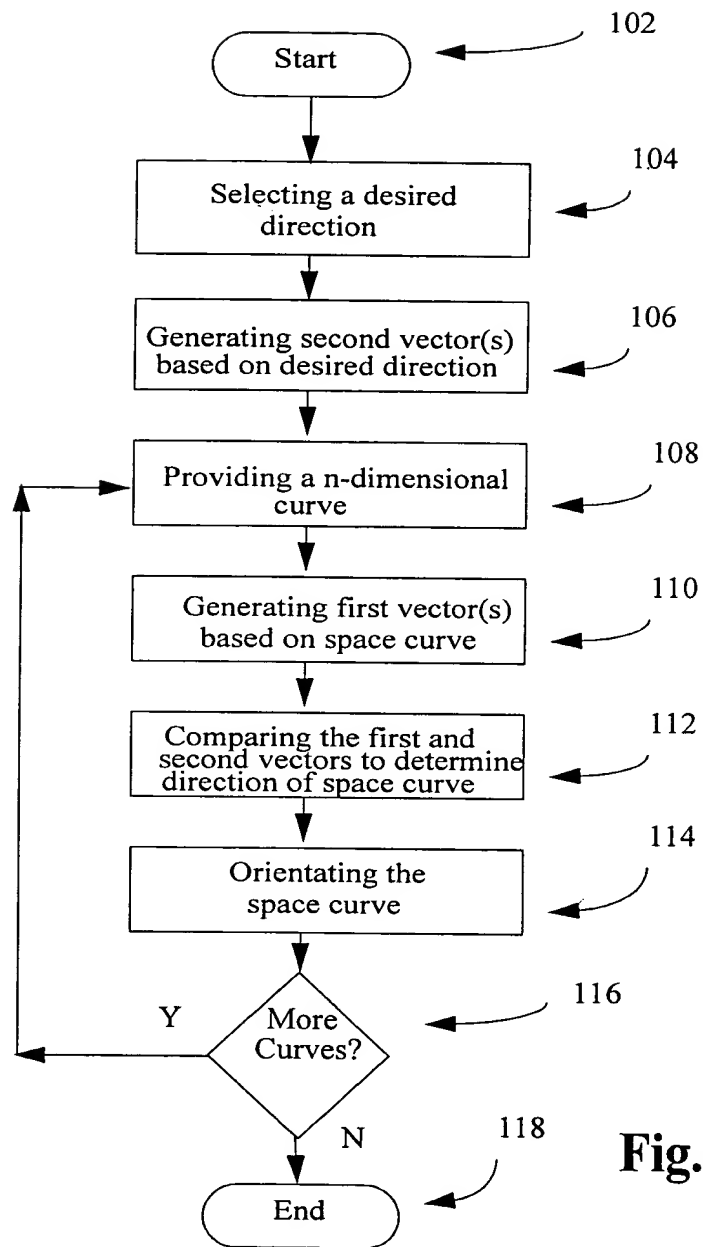 102
Start
104
Selecting a desired
direction
106
Generating second vector(s)
based on desired direction
108
Providing a n-dimensional
curve
110
Generating first vector(s)
based on space curve
112
Comparing the first and
second vectors to determine
direction of space curve
114
Orientating the
space curve
116
Y
More
Curves?
N
118
Fig.
End